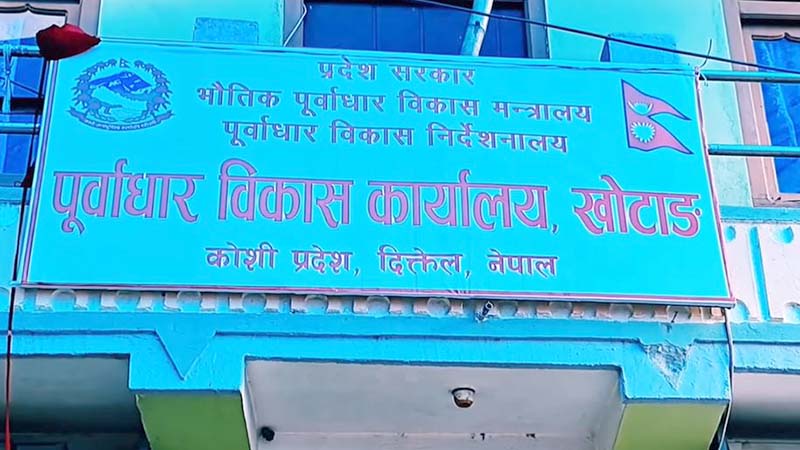 प्रदेश सरकार
भौतिक पूर्वाधार विकास मन्त्रालय
पूर्वाधार विकास निर्देशनालय
पूर्वाधार विकास कार्यालय, खोटाङ
कोशी प्रदेश, दिक्तेल, नेपाल